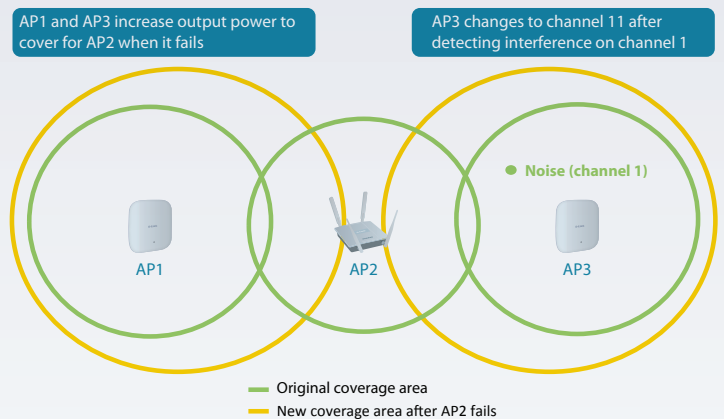 AP1 and AP3 increase output power to
cover for AP2 when it fails
AP3 changes to channel 11 after
detecting interference on channel 1
Noise (channel 1)
AP1
AP2
AP3
Original coverage area
New coverage area after AP2 fails